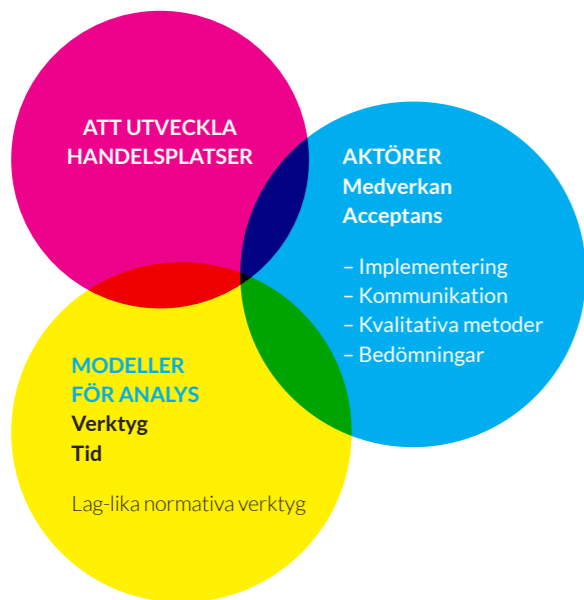 ATT UTVECKLA
HANDELSPLATSER
AKTÖRER
Medverkan
Acceptans
– Implementering
– Kommunikation
– Kvalitativa metoder
– Bedömningar
MODELLER
FÖR ANALYS
Verktyg
Tid
Lag-lika normativa verktyg